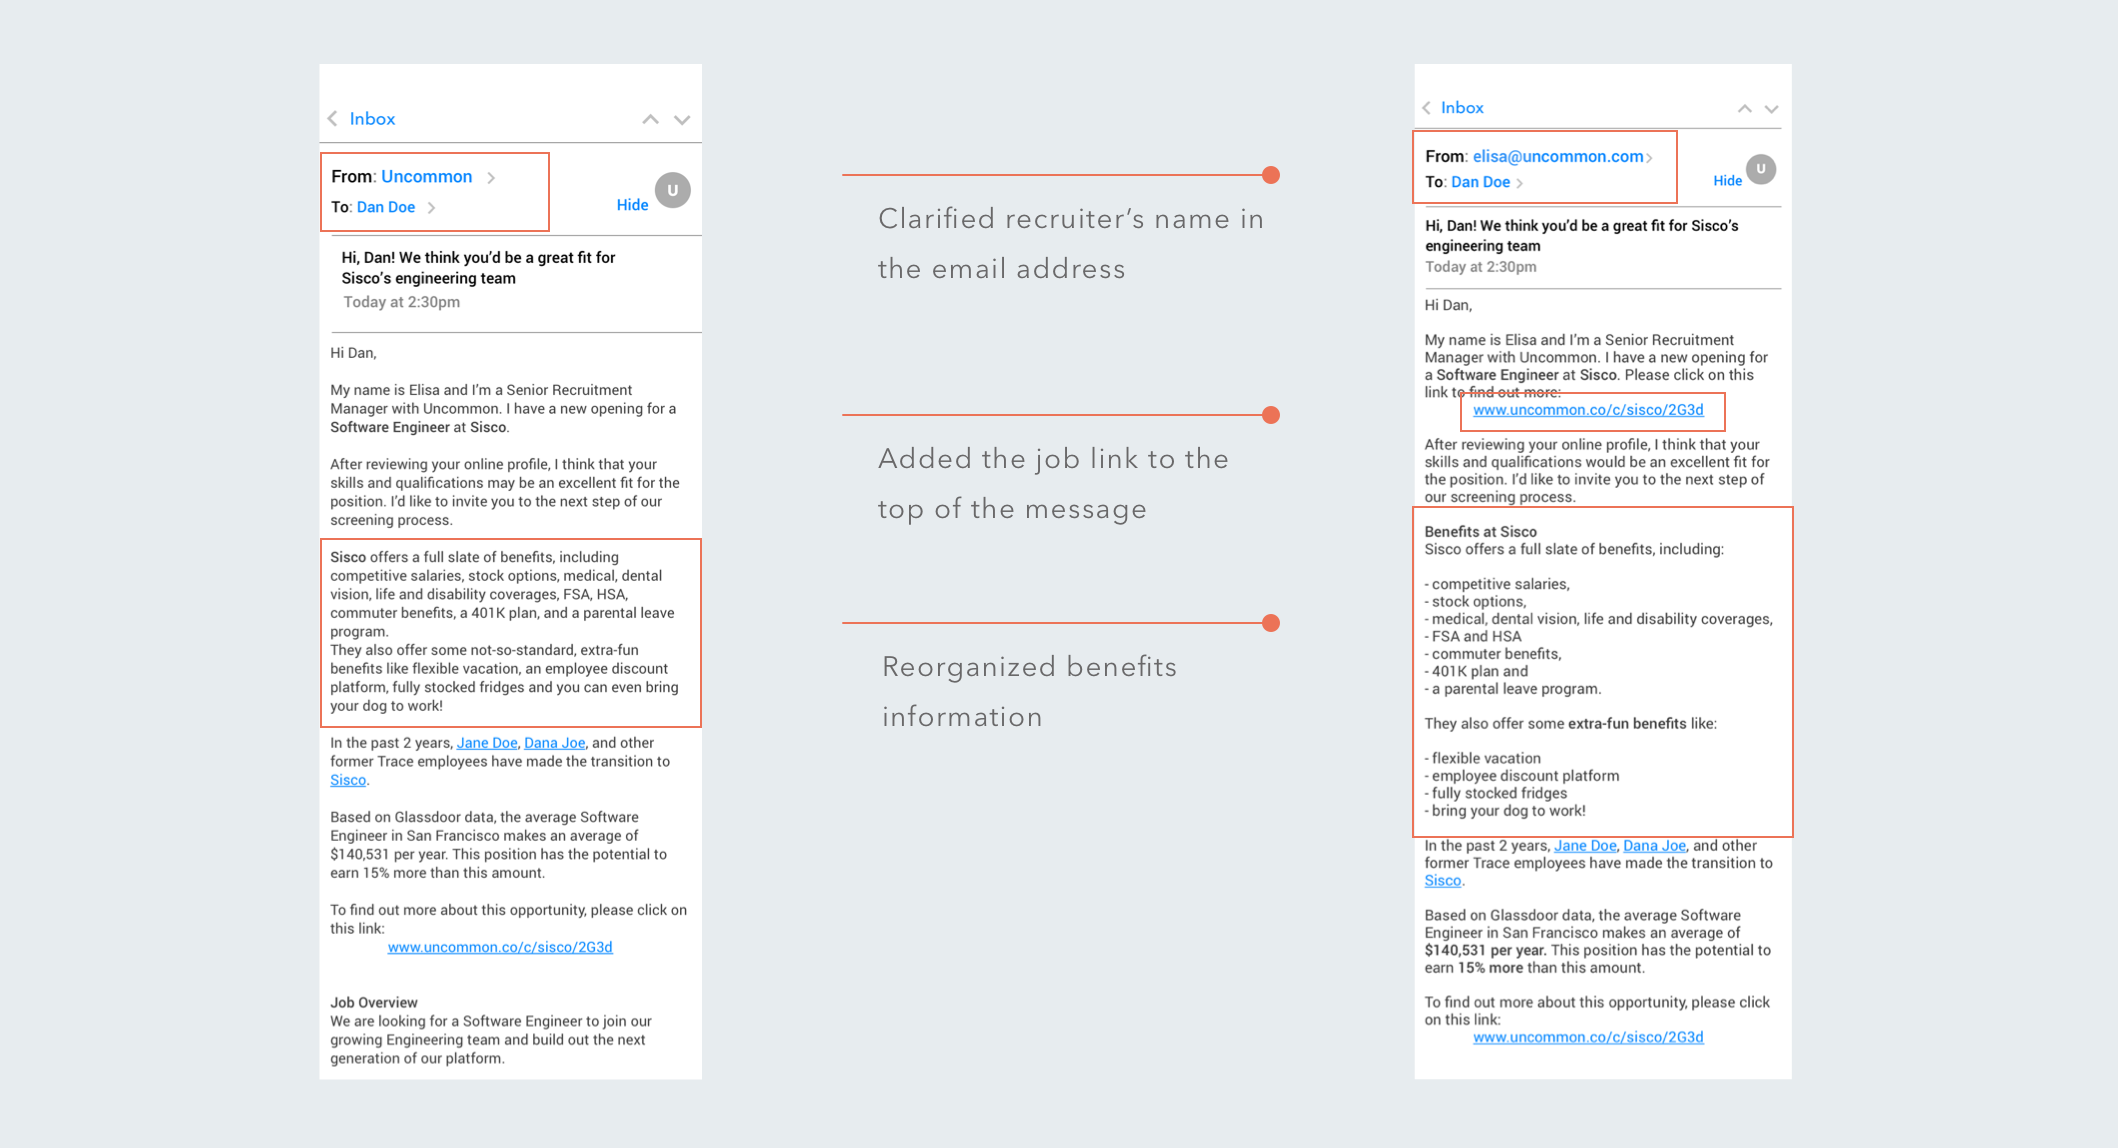 Inbox
From: Uncommon
To: Dan Doe
Hide
U
Hi, Dan! We think you'd be a great fit for
Sisco's engineering team
Today at 2:30pm
Hi Dan,
My name is Elisa and I'm a Senior Recruitment
Manager with Uncommon. I have a new opening for a
Software Engineer at Sisco.
After reviewing your online profile, I think that your
skills and qualifications may be an excellent fit for the
position. I'd like to invite you to the next step of our
screening process.
Sisco offers a full slate of benefits, including
competitive salaries, stock options, medical, dental
vision, life and disability coverages, FSA, HSA,
commuter benefits, a 401K plan, and a parental leave
program.
They also offer some not-so-standard, extra-fun
benefits like flexible vacation, an employee discount
platform, fully stocked fridges and you can even bring
your dog to work!
In the past 2 years, Jane Doe, Dana Joe, and other
former Trace employees have made the transition to
Sisco.
Based on Glassdoor data, the average Software
Engineer in San Francisco makes an average of
$140,531 per year. This position has the potential to
earn 15% more than this amount.
To find out more about this opportunity, please click on
this link:
www.uncommon.co/c/sisco/2G3d
Job Overview
We are looking for a Software Engineer to join our
growing Engineering team and build out the next
generation of our platform.
Clarified recruiter's name in
the email address
Added the job link to the
top of the message
Reorganized benefits
information
Inbox
From: elisa@uncommon.com
To: Dan Doe
Hide
U
Hi, Dan! We think you'd be a great fit for Sisco's
engineering team
Today at 2:30pm
Hi Dan,
My name is Elisa and I'm a Senior Recruitment
Manager with Uncommon. I have a new opening for
a Software Engineer at Sisco. Please click on this
link to find out more:
www.uncommon.co/c/sisco/2G3d
After reviewing your online profile, I think that your
skills and qualifications would be an excellent fit for
the position. I'd like to invite you to the next step of
our screening process.
Benefits at Sisco
Sisco offers a full slate of benefits, including:
- competitive salaries,
- stock options,
- medical, dental vision, life and disability coverages,
- FSA and HSA
- commuter benefits,
- 401K plan and
- a parental leave program.
They also offer some extra-fun benefits like:
- flexible vacation
- employee discount platform
- fully stocked fridges
- bring your dog to work!
In the past 2 years, Jane Doe, Dana Joe, and other
former Trace employees have made the transition to
Sisco.
Based on Glassdoor data, the average Software
Engineer in San Francisco makes an average of
$140,531 per year. This position has the potential to
earn 15% more than this amount.
To find out more about this opportunity, please click
on this link:
www.uncommon.co/c/sisco/2G3d